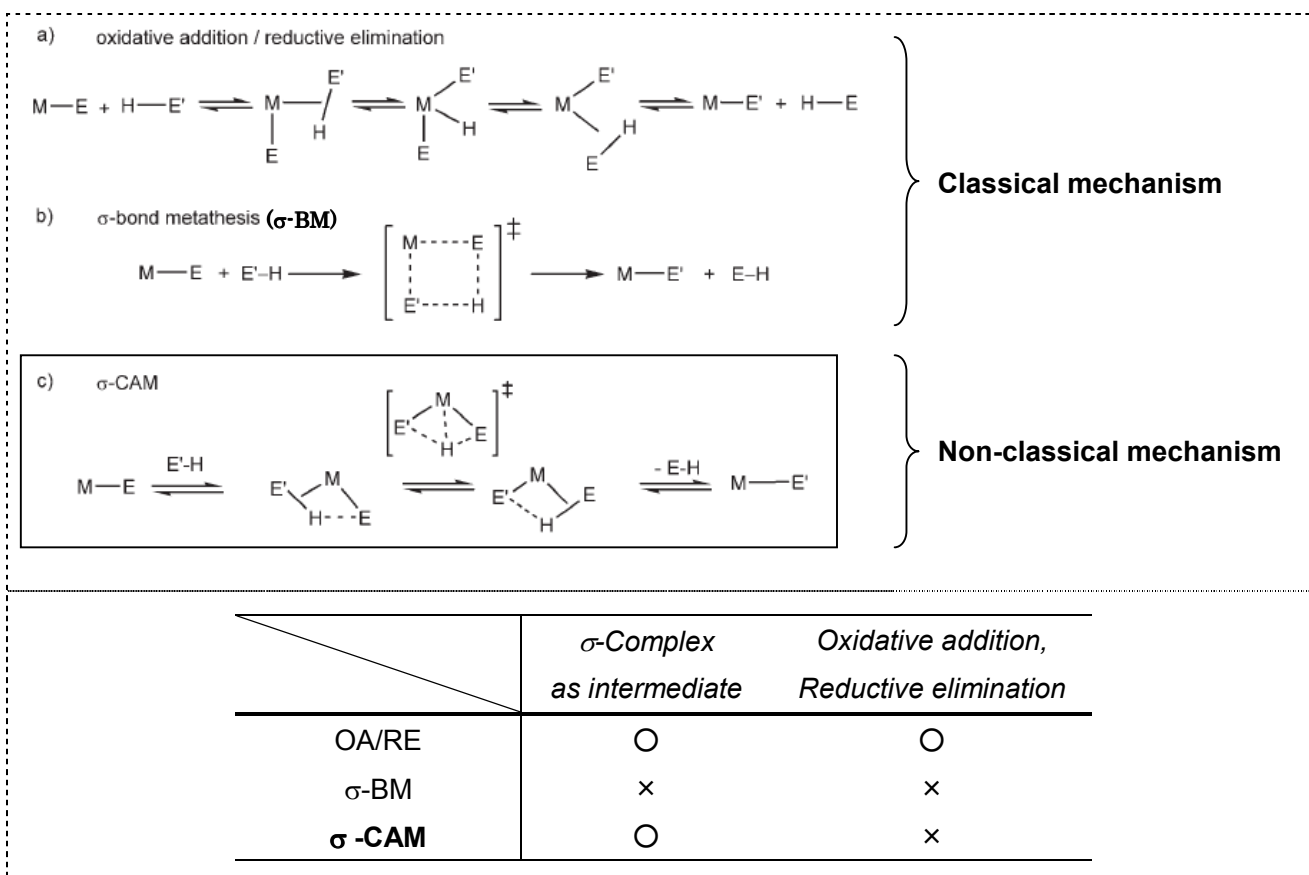 a) oxidative addition / reductive elimination
M—E + H—E' ⇌ M E' H E ⇌ M E' H E ⇌ M E' H E ⇌ M—E' + H—E
Classical mechanism
b) σ-bond metathesis (σ-BM)
M—E + E'–H → [M E E' H]‡ → M—E' + E–H
c) σ-CAM
[M E' H E]‡
M—E E'-H ⇌ E' M H E ⇌ E' M H E - E-H ⇌ M—E'
Non-classical mechanism
σ-Complex Oxidative addition,
as intermediate Reductive elimination
OA/RE ○ ○
σ-BM × ×
σ -CAM ○ ×